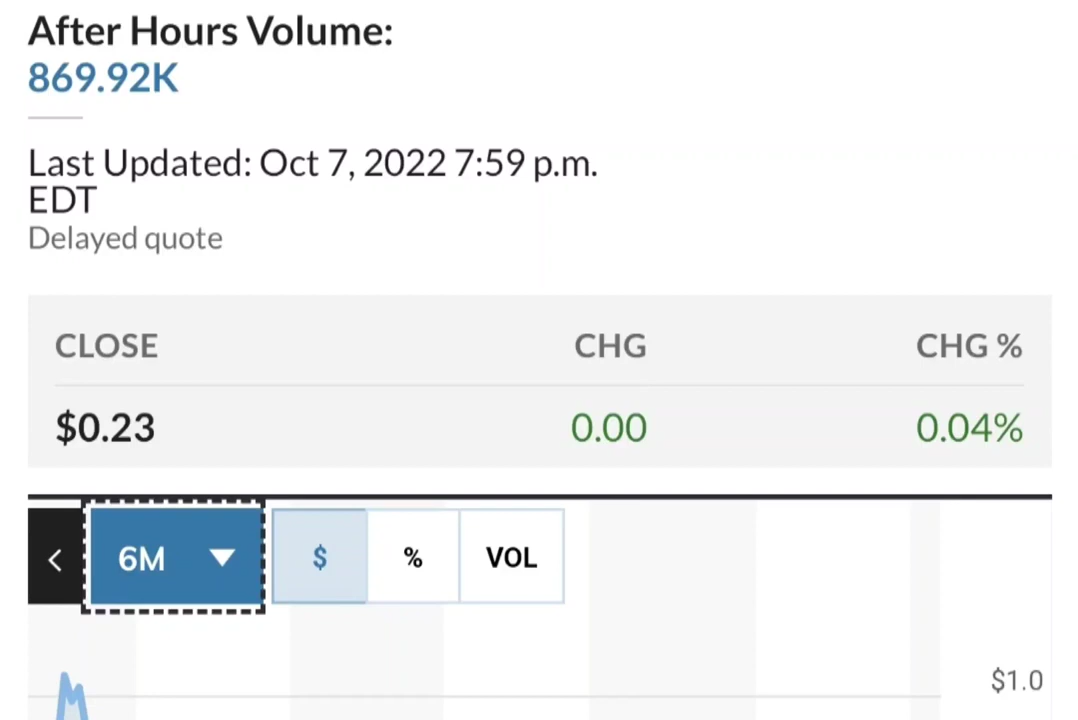 After Hours Volume:
869.92K
Last Updated: Oct 7, 2022 7:59 p.m.
EDT
Delayed quote
CLOSE CHG CHG %
$0.23 0.00 0.04%
6M $ % VOL
$1.0